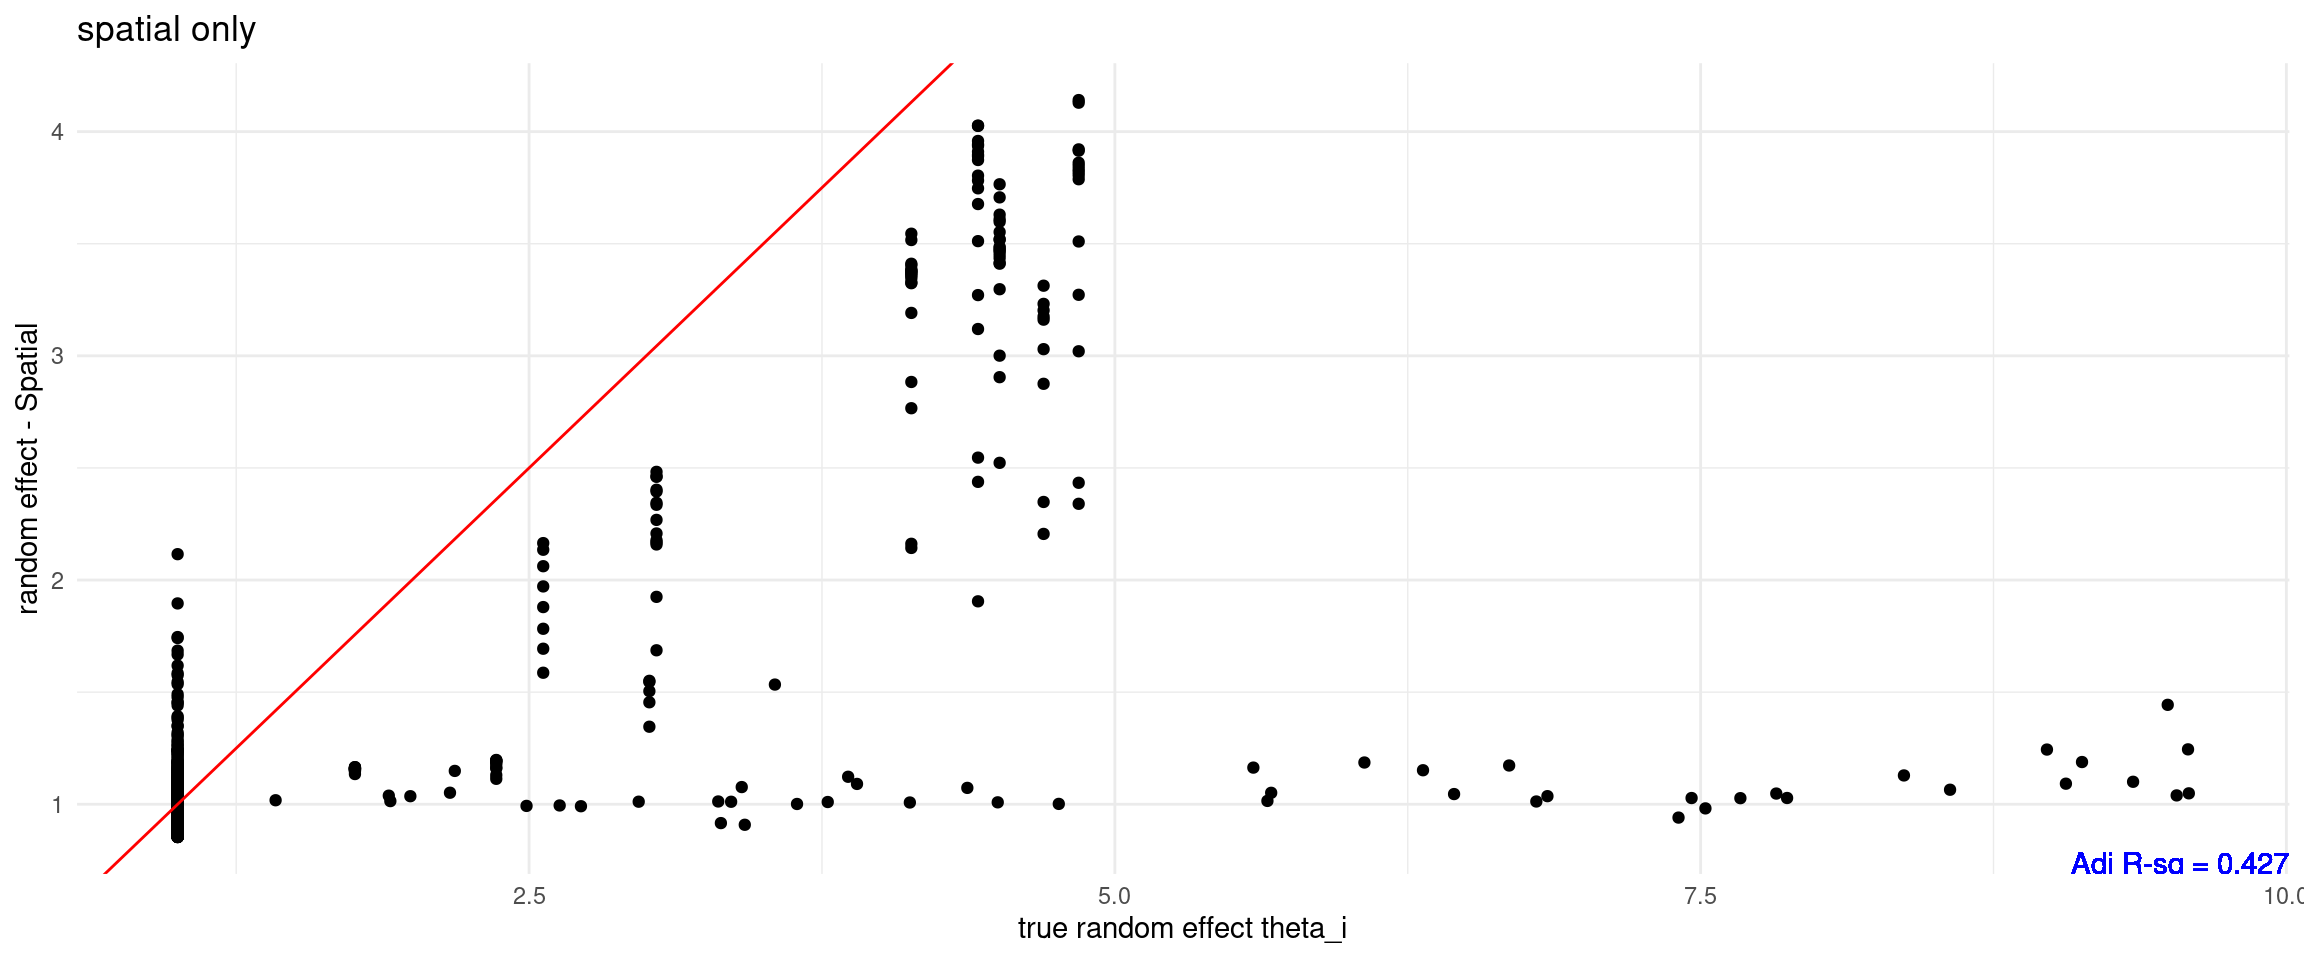 spatial only
random effect - Spatial
4
3
2
1
2.5
5.0
7.5
10.0
true random effect theta_i
Adj R-sq = 0.427